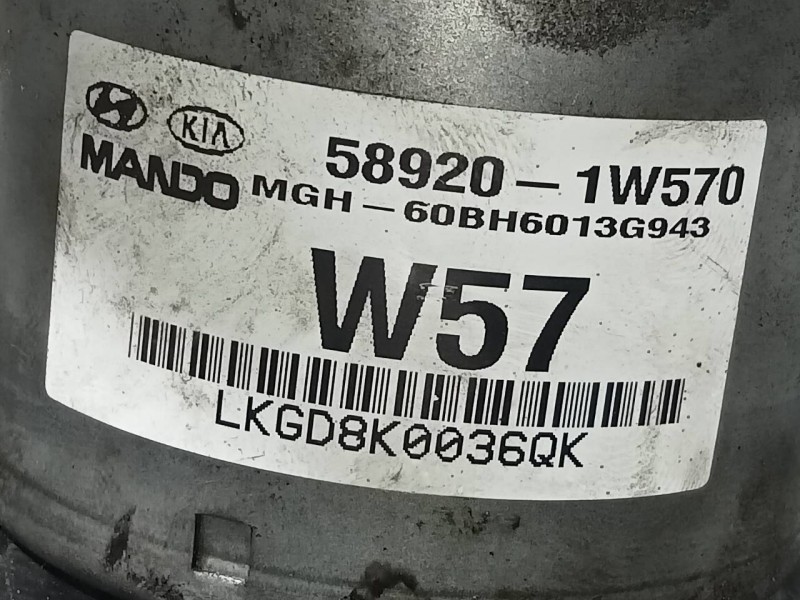 KIA
MANDO
58920 - 1W570
MGH - 60BH6013G943
W57
LKGD8K0036QK